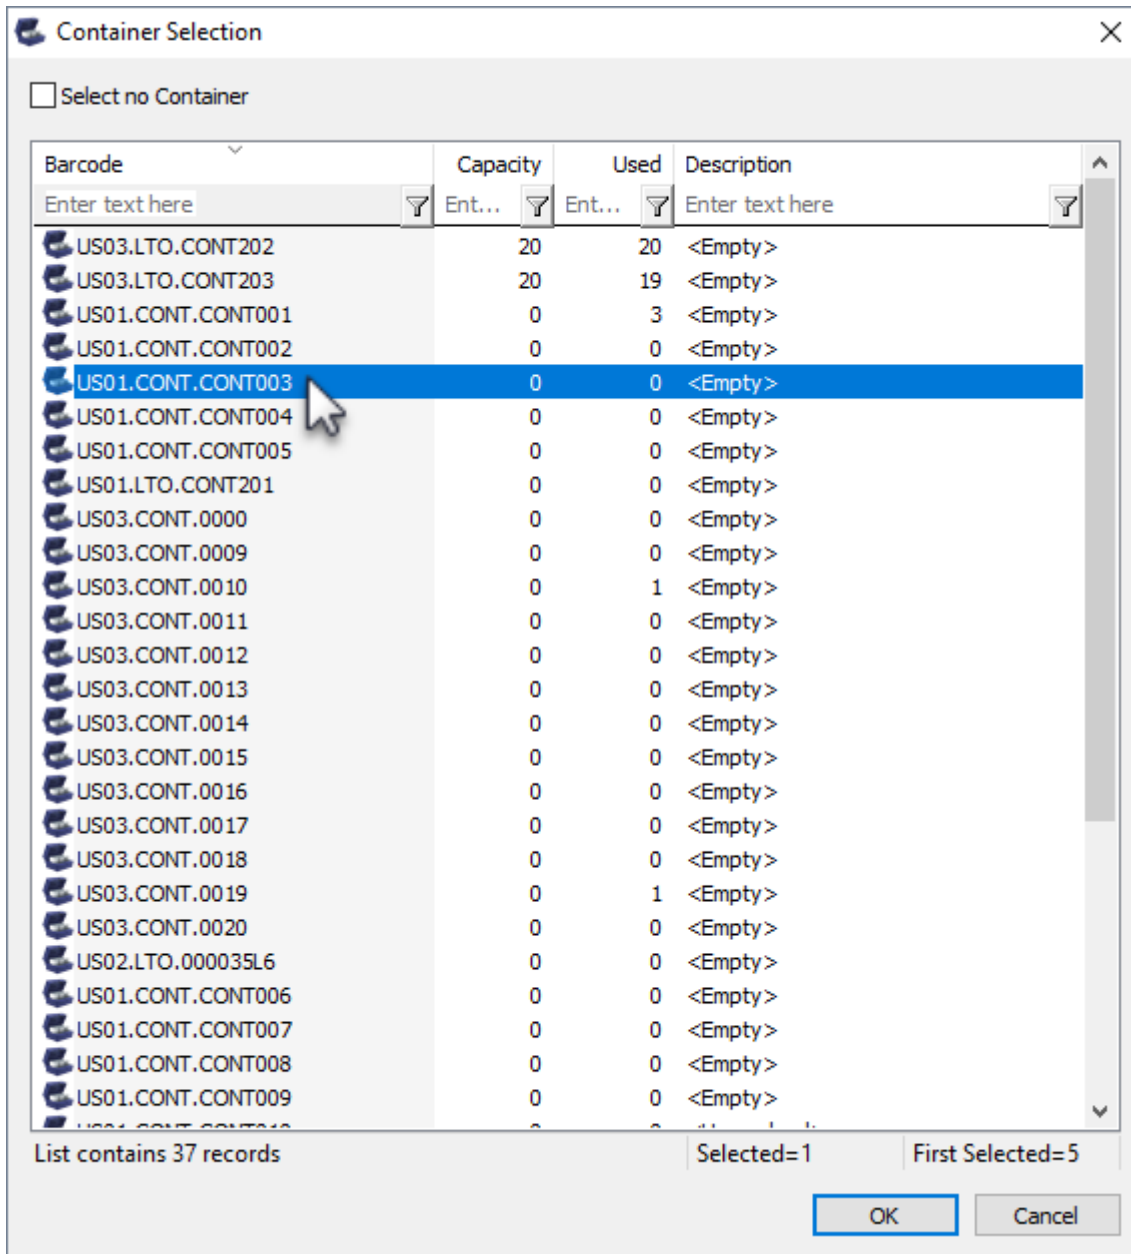 Container Selection
Select no Container
Barcode Capacity Used Description
Enter text here Ent... Ent... Enter text here
US03.LTO.CONT202 20 20 <Empty>
US03.LTO.CONT203 20 19 <Empty>
US01.CONT.CONT001 0 3 <Empty>
US01.CONT.CONT002 0 0 <Empty>
US01.CONT.CONT003 0 0 <Empty>
US01.CONT.CONT004 0 0 <Empty>
US01.CONT.CONT005 0 0 <Empty>
US01.LTO.CONT201 0 0 <Empty>
US03.CONT.0000 0 0 <Empty>
US03.CONT.0009 0 0 <Empty>
US03.CONT.0010 0 1 <Empty>
US03.CONT.0011 0 0 <Empty>
US03.CONT.0012 0 0 <Empty>
US03.CONT.0013 0 0 <Empty>
US03.CONT.0014 0 0 <Empty>
US03.CONT.0015 0 0 <Empty>
US03.CONT.0016 0 0 <Empty>
US03.CONT.0017 0 0 <Empty>
US03.CONT.0018 0 0 <Empty>
US03.CONT.0019 0 1 <Empty>
US03.CONT.0020 0 0 <Empty>
US02.LTO.000035L6 0 0 <Empty>
US01.CONT.CONT006 0 0 <Empty>
US01.CONT.CONT007 0 0 <Empty>
US01.CONT.CONT008 0 0 <Empty>
US01.CONT.CONT009 0 0 <Empty>
List contains 37 records Selected=1 First Selected=5
OK Cancel